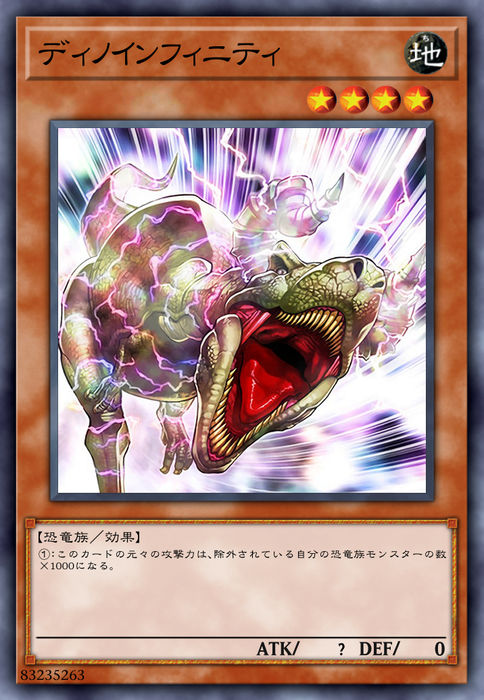 ディノインフィニティ
ち
地
【恐竜族／効果】
①：このカードの元々の攻撃力は、除外されている自分の恐竜族モンスターの数
×1000になる。
ATK/ ? DEF/ 0
83235263